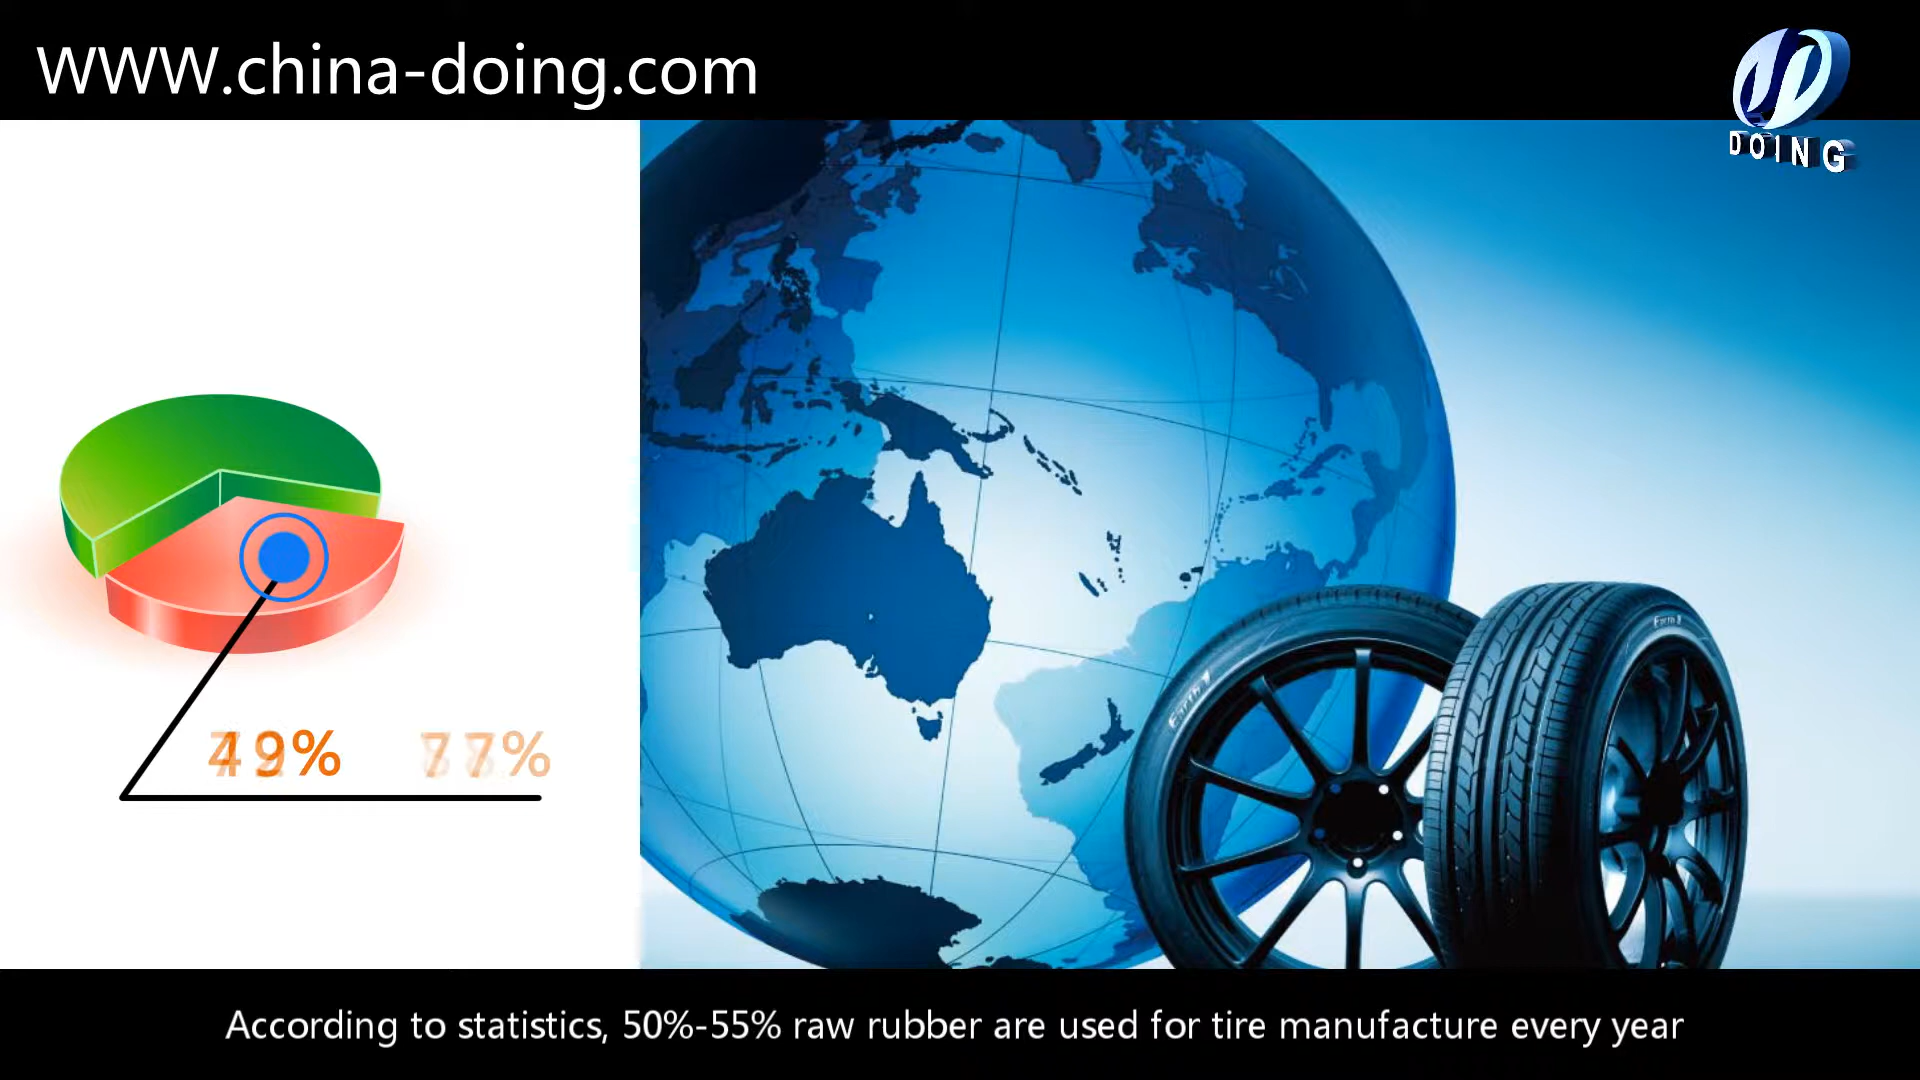 WWW.china-doing.com
DOING
49% 77%
According to statistics, 50%-55% raw rubber are used for tire manufacture every year